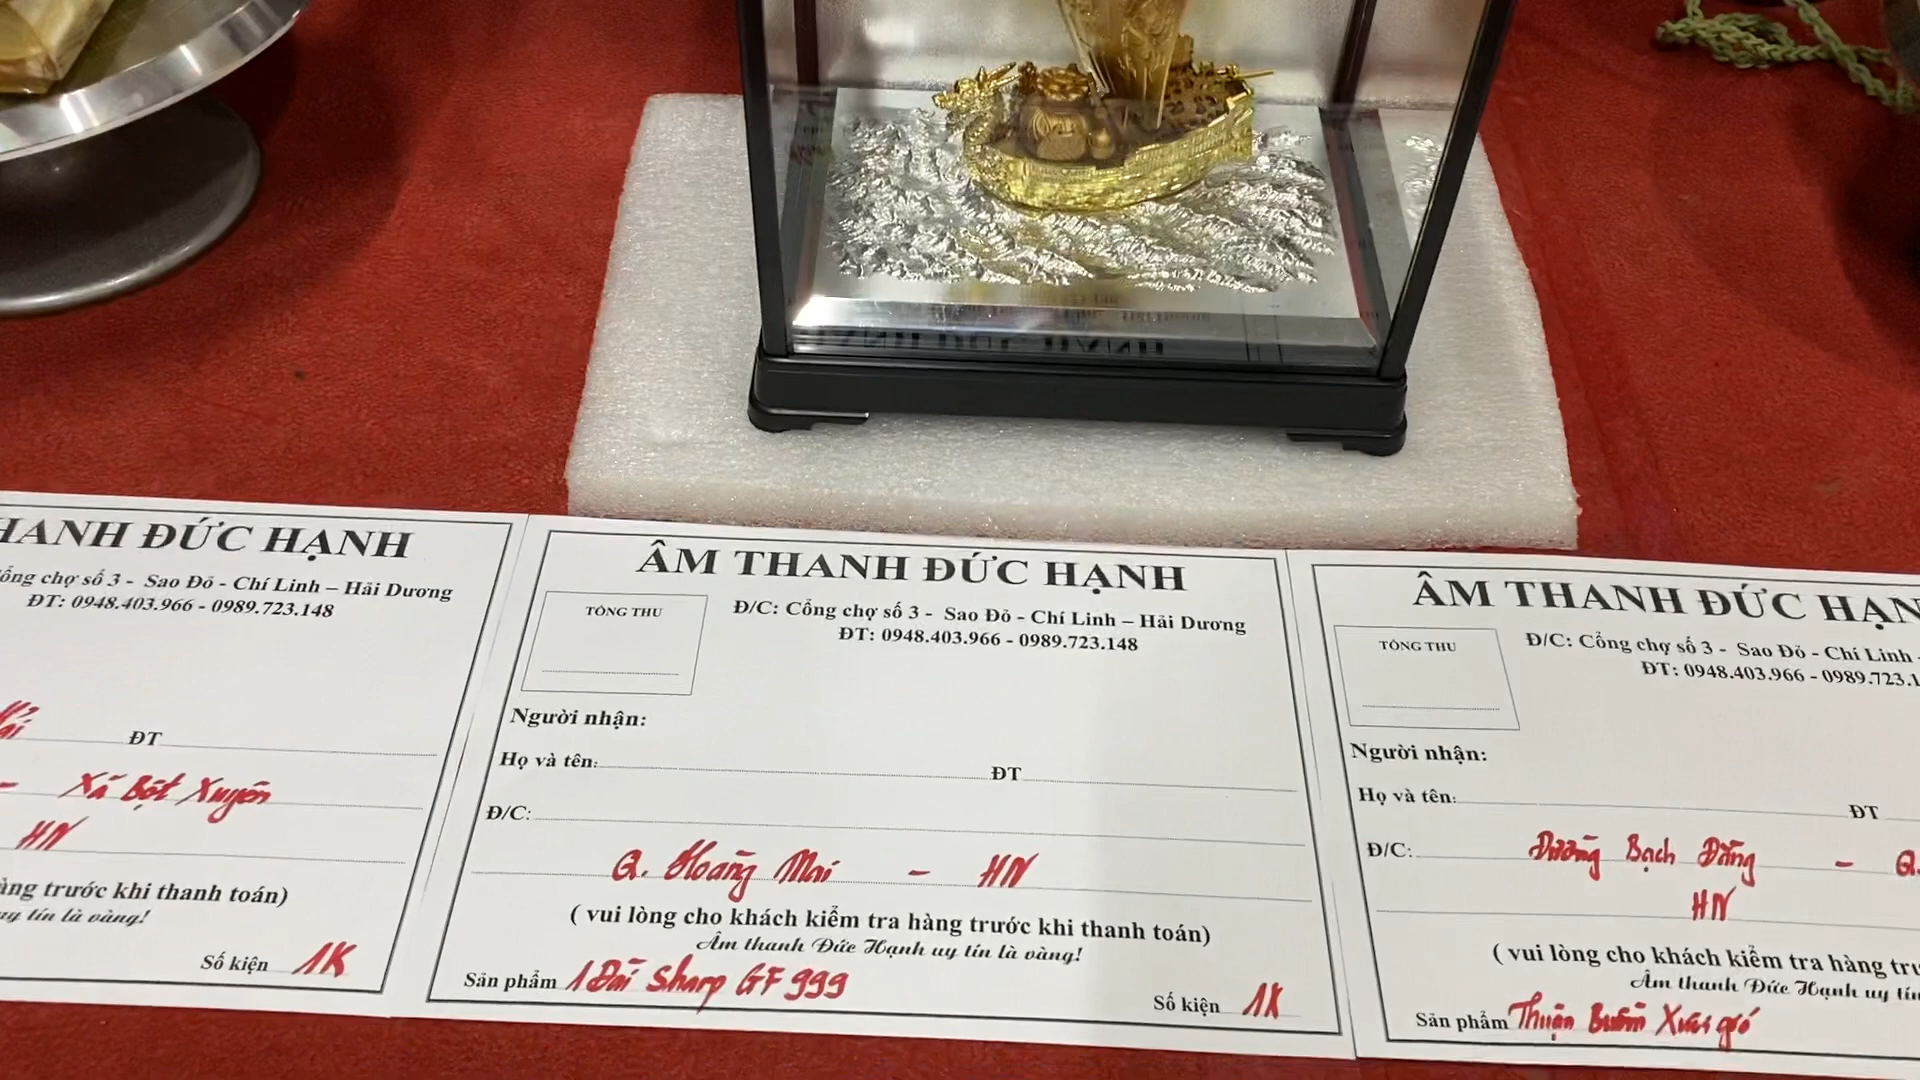 HANH ĐỨC HẠNH
ổng chợ số 3 - Sao Đỏ - Chí Linh – Hải Dương
ĐT: 0948.403.966 - 0989.723.148
ĐT
- Xã Bột Xuyên
HN
àng trước khi thanh toán)
uy tín là vàng!
Số kiện 1K
ÂM THANH ĐỨC HẠNH
TỔNG THU
Đ/C: Cổng chợ số 3 - Sao Đỏ - Chí Linh – Hải Dương
ĐT: 0948.403.966 - 0989.723.148
Người nhận:
Họ và tên: ĐT
Đ/C:
Q. Hoàng Mai - HN
( vui lòng cho khách kiểm tra hàng trước khi thanh toán)
Âm thanh Đức Hạnh uy tín là vàng!
Sản phẩm 1 Đài Sharp GF 999
Số kiện 1K
ÂM THANH ĐỨC HẠN
TỔNG THU
Đ/C: Cổng chợ số 3 - Sao Đỏ - Chí Linh -
ĐT: 0948.403.966 - 0989.723.1
Người nhận:
Họ và tên: ĐT
Đ/C: Đường Bạch Đằng - Q.
HN
( vui lòng cho khách kiểm tra hàng trư
Âm thanh Đức Hạnh uy tín
Sản phẩm Thuận Buồm Xuôi gió